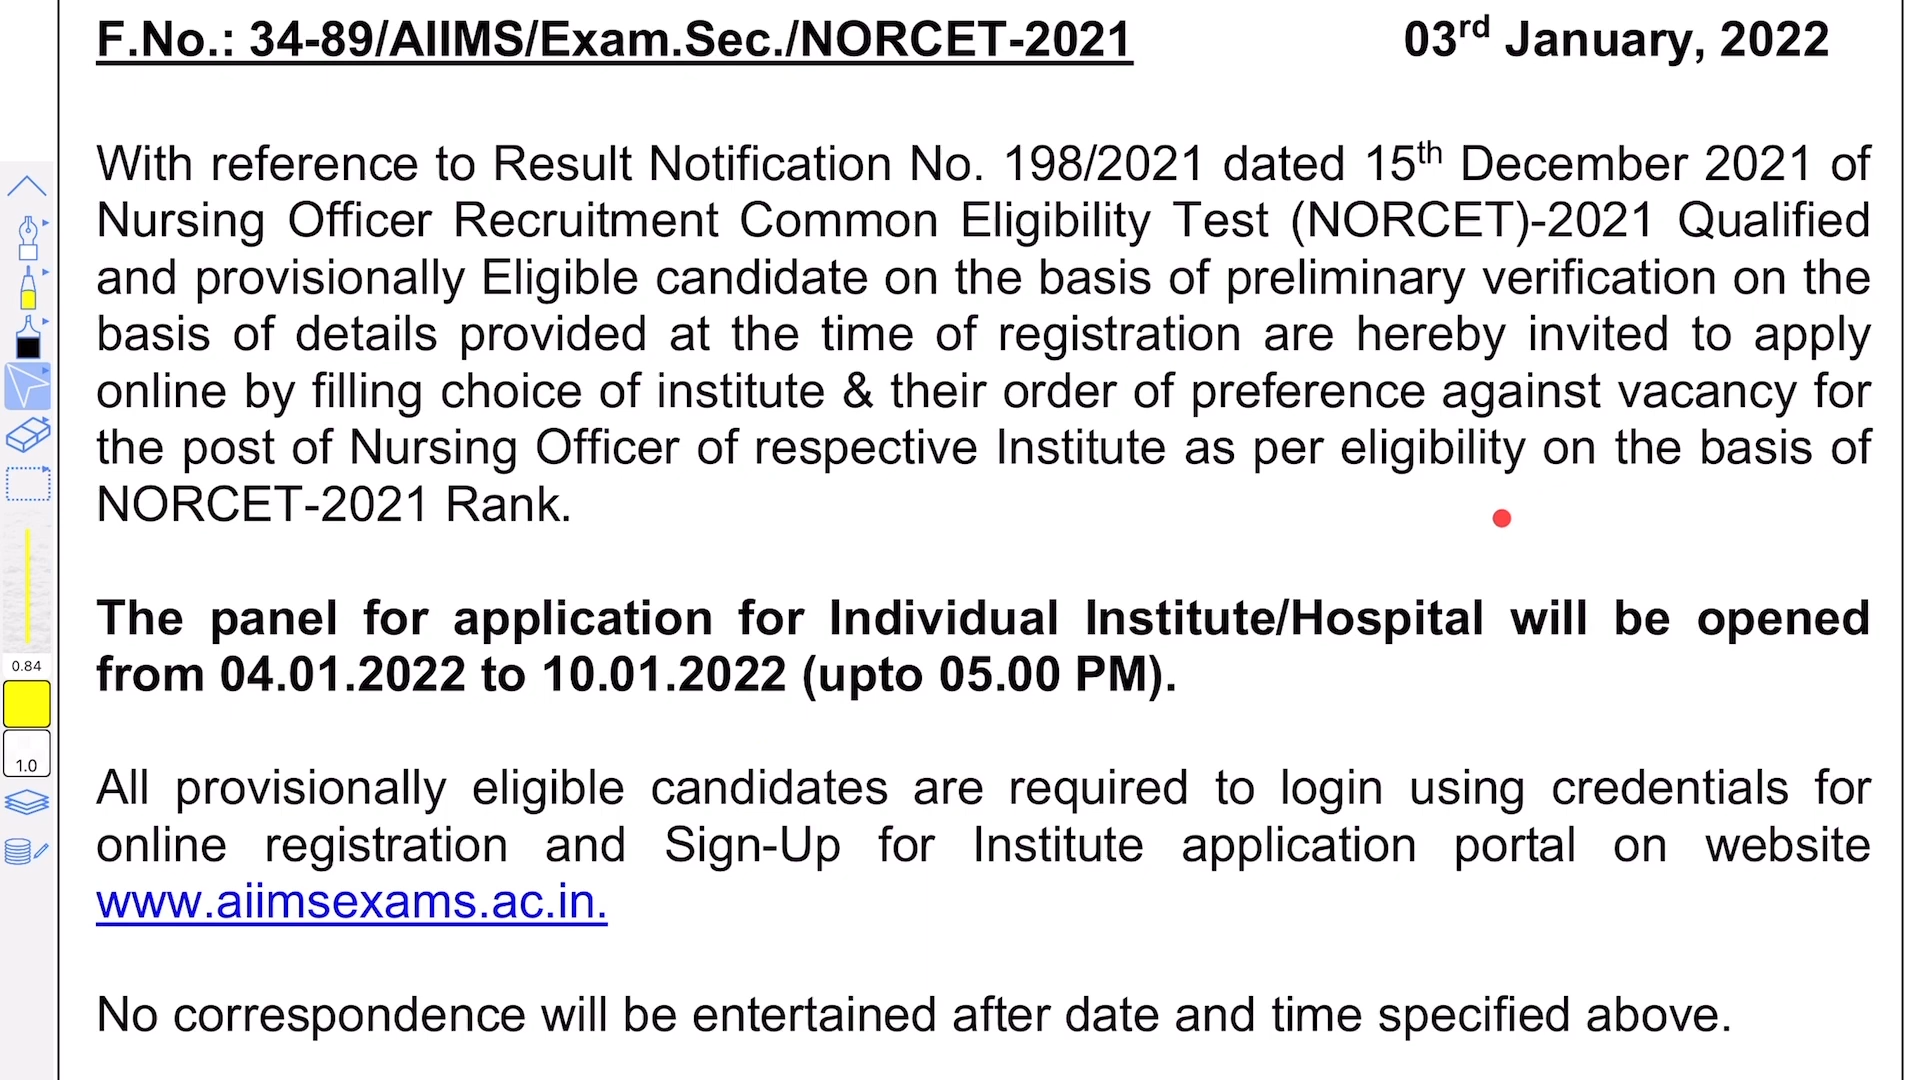 F.No.: 34-89/AIIMS/Exam.Sec./NORCET-2021 03rd January, 2022
With reference to Result Notification No. 198/2021 dated 15th December 2021 of
Nursing Officer Recruitment Common Eligibility Test (NORCET)-2021 Qualified
and provisionally Eligible candidate on the basis of preliminary verification on the
basis of details provided at the time of registration are hereby invited to apply
online by filling choice of institute & their order of preference against vacancy for
the post of Nursing Officer of respective Institute as per eligibility on the basis of
NORCET-2021 Rank.
The panel for application for Individual Institute/Hospital will be opened
from 04.01.2022 to 10.01.2022 (upto 05.00 PM).
0.84
1.0
All provisionally eligible candidates are required to login using credentials for
online registration and Sign-Up for Institute application portal on website
www.aiimsexams.ac.in.
No correspondence will be entertained after date and time specified above.